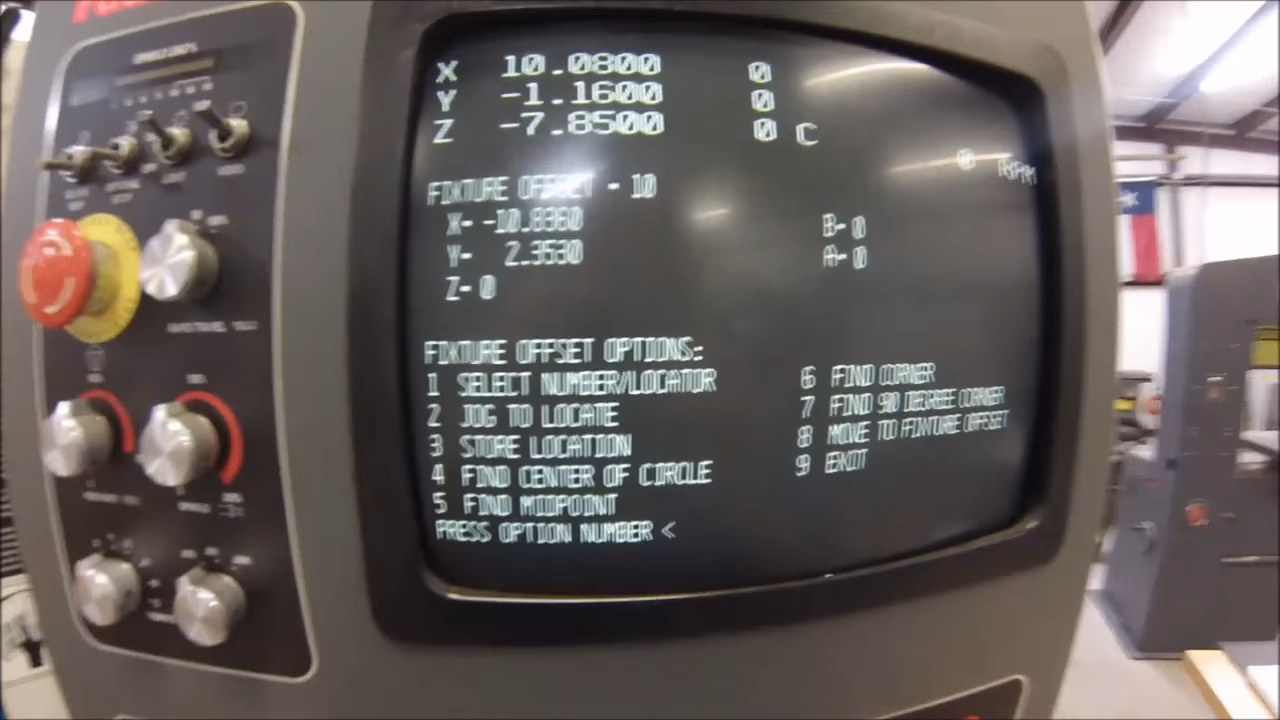 X 10.0800 0
Y -1.1600 0
Z -7.8500 0 C
0 RPM
FIXTURE OFFSET - 10
X- -10.8360 B- 0
Y- 2.3530 A- 0
Z- 0
FIXTURE OFFSET OPTIONS:
1 SELECT NUMBER/LOCATOR
2 JOG TO LOCATE
3 STORE LOCATION
4 FIND CENTER OF CIRCLE
5 FIND MIDPOINT
6 FIND CORNER
7 FIND 90 DEGREE CORNER
8 MOVE TO FIXTURE OFFSET
9 EXIT
PRESS OPTION NUMBER <